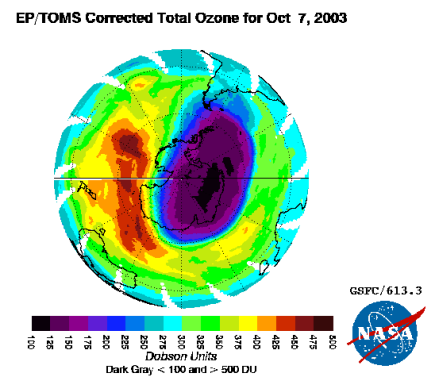 EP/TOMS Corrected Total Ozone for Oct 7, 2003
GSFC/613.3
NASA
100 125 150 175 200 225 250 275 300 325 350 375 400 425 450 475 500
Dobson Units
Dark Gray < 100 and > 500 DU